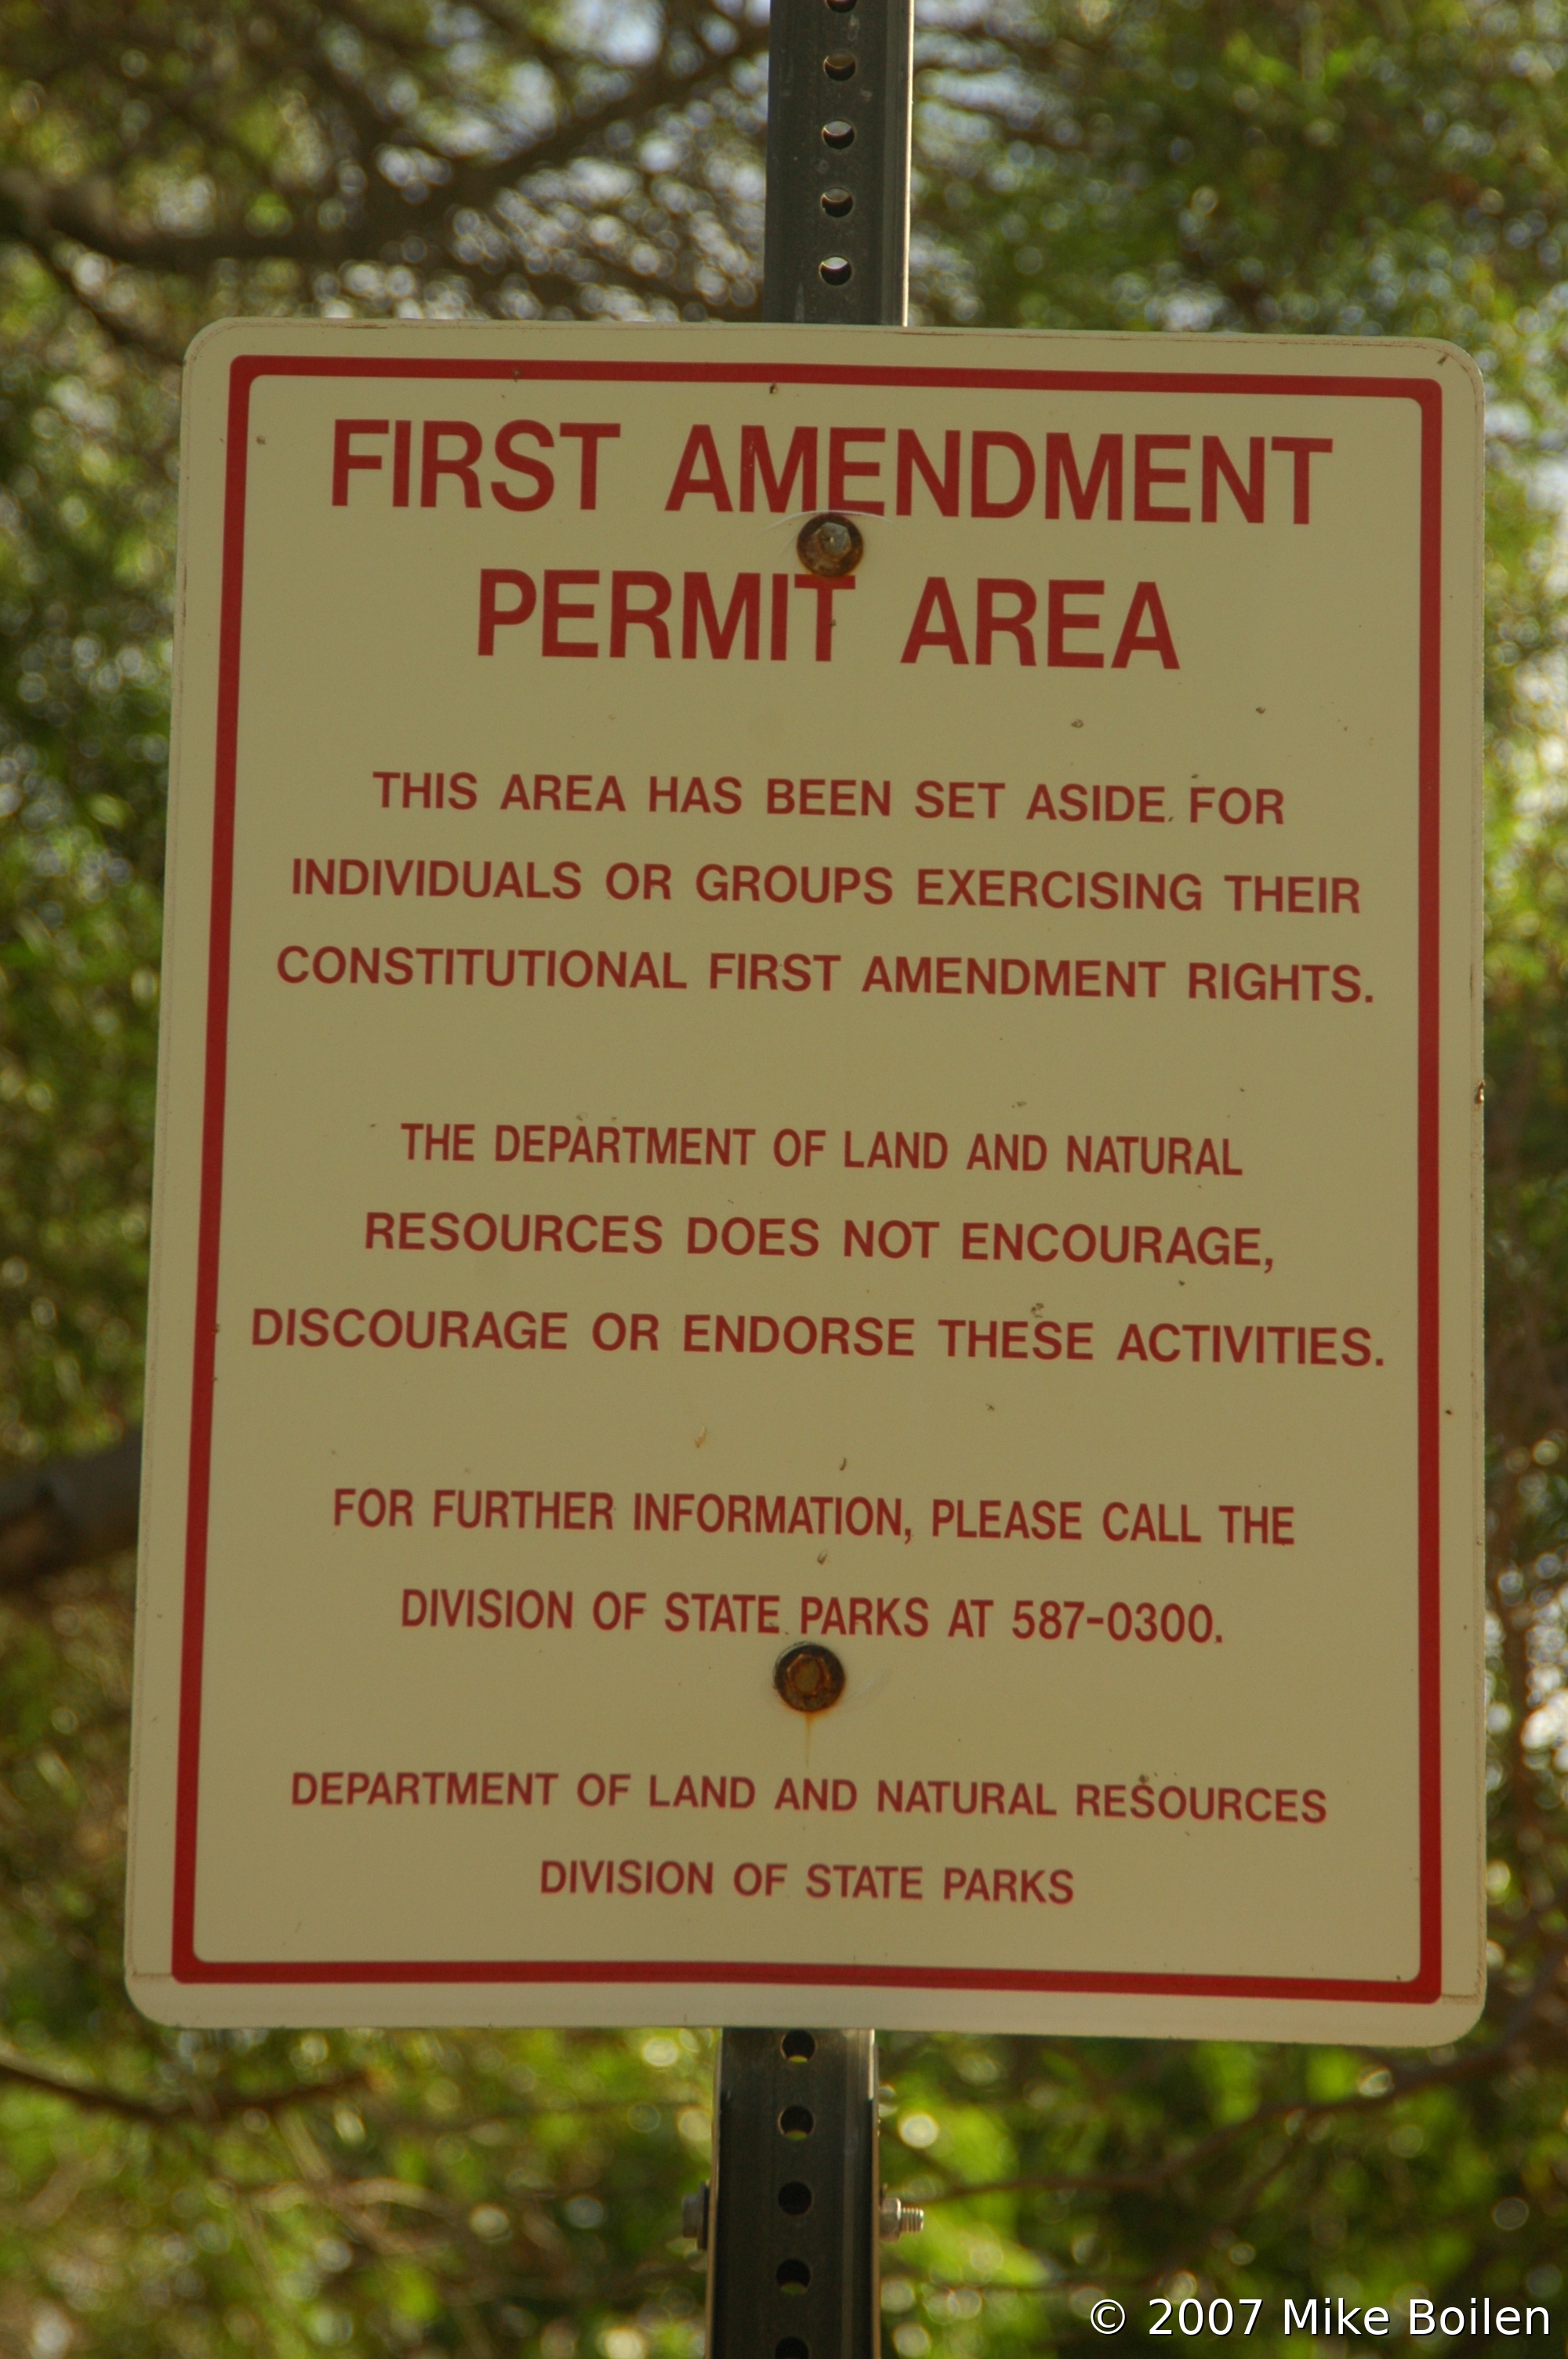 FIRST AMENDMENT
PERMIT AREA
THIS AREA HAS BEEN SET ASIDE FOR
INDIVIDUALS OR GROUPS EXERCISING THEIR
CONSTITUTIONAL FIRST AMENDMENT RIGHTS.
THE DEPARTMENT OF LAND AND NATURAL
RESOURCES DOES NOT ENCOURAGE,
DISCOURAGE OR ENDORSE THESE ACTIVITIES.
FOR FURTHER INFORMATION, PLEASE CALL THE
DIVISION OF STATE PARKS AT 587-0300.
DEPARTMENT OF LAND AND NATURAL RESOURCES
DIVISION OF STATE PARKS
© 2007 Mike Boilen